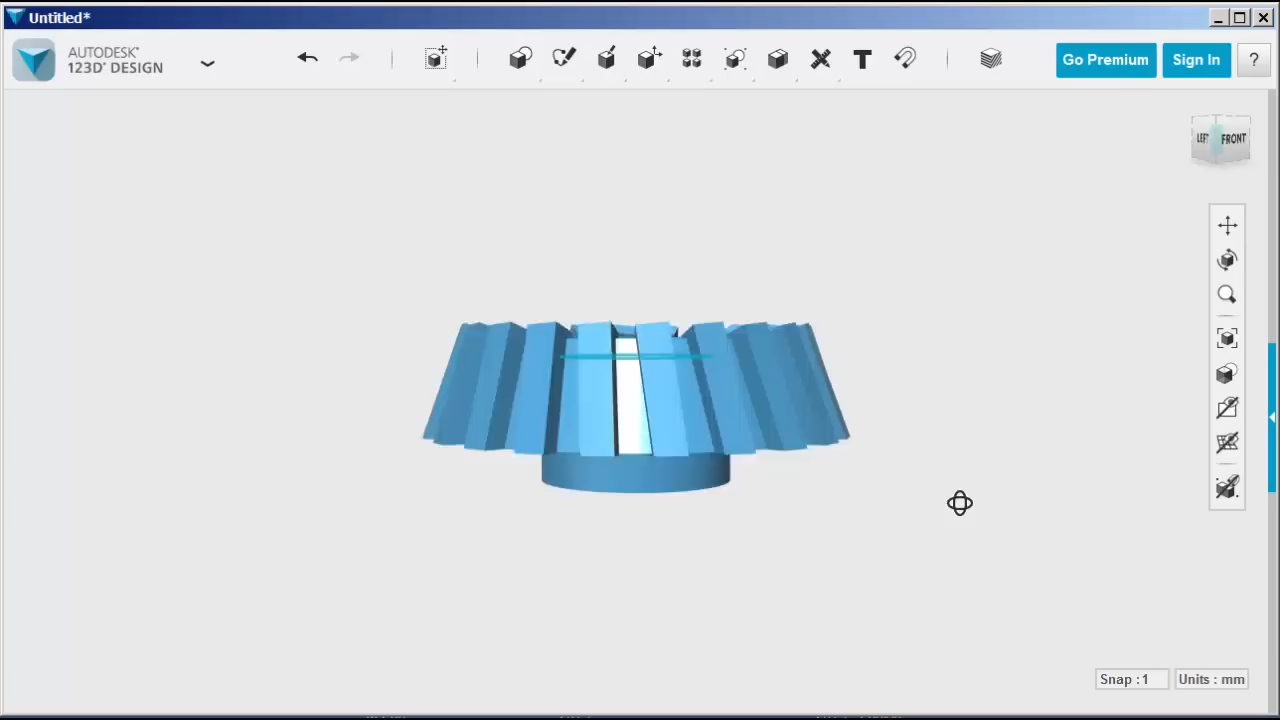 Untitled*
AUTODESK®
123D® DESIGN
Go Premium
Sign In
?
LEFT
FRONT
Snap : 1
Units : mm